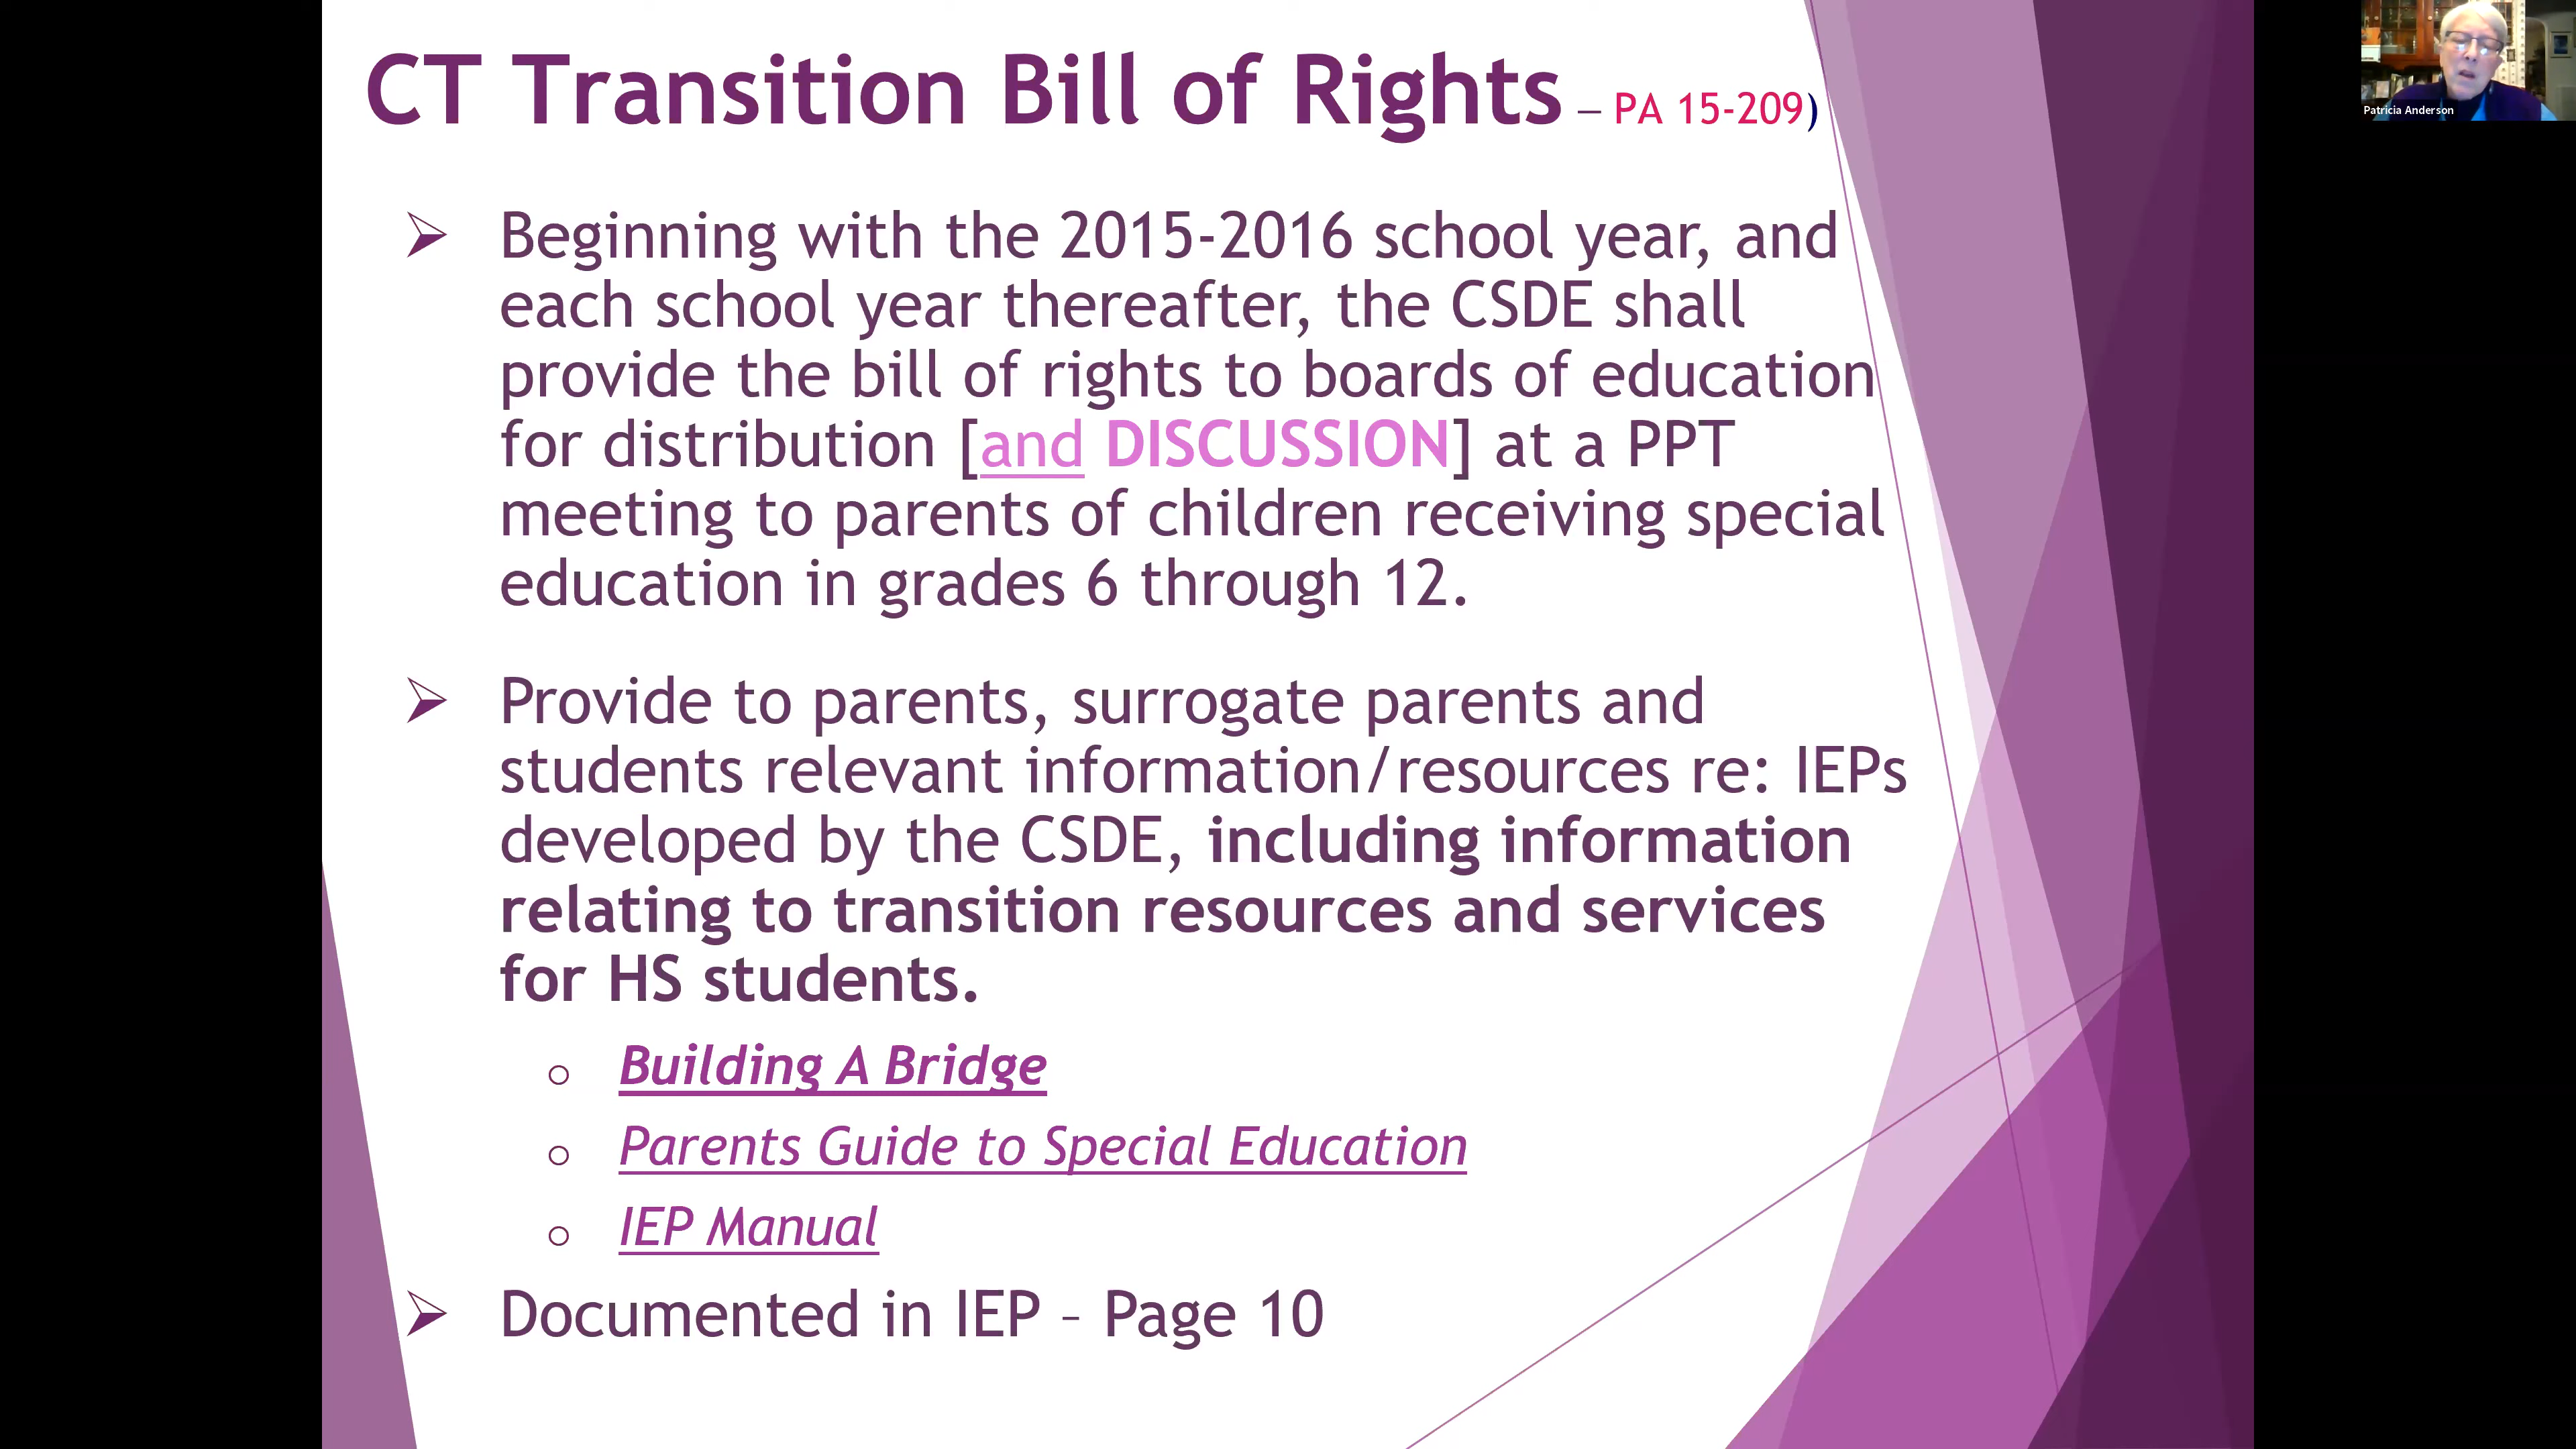 CT Transition Bill of Rights – PA 15-209)
Patricia Anderson
➢ Beginning with the 2015-2016 school year, and
each school year thereafter, the CSDE shall
provide the bill of rights to boards of education
for distribution [and DISCUSSION] at a PPT
meeting to parents of children receiving special
education in grades 6 through 12.
➢ Provide to parents, surrogate parents and
students relevant information/resources re: IEPs
developed by the CSDE, including information
relating to transition resources and services
for HS students.
o Building A Bridge
o Parents Guide to Special Education
o IEP Manual
➢ Documented in IEP – Page 10